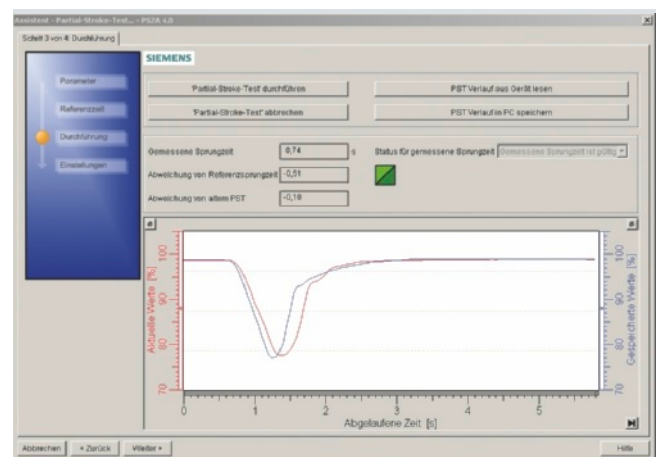 Assistent - Partial-Stroke-Test... - PS2A 4.0
Schritt 3 von 4: Durchführung
Parameter
Referenzzeit
Durchführung
Einstellungen
SIEMENS
'Partial-Stroke-Test' durchführen
PST Verlauf aus Gerät lesen
'Partial-Stroke-Test' abbrechen
PST Verlauf in PC speichern
Gemessene Sprungzeit 0,74 s
Status für gemessene Sprungzeit Gemessene Sprungzeit ist gültig
Abweichung von Referenzsprungzeit -0,51
Abweichung von altem PST -0,18
Aktuelle Werte [%]
100
90
80
70
Gespeicherte Werte [%]
100
90
80
70
0 1 2 3 4 5
Abgelaufene Zeit [s]
Abbrechen
« Zurück
Weiter »
Hilfe